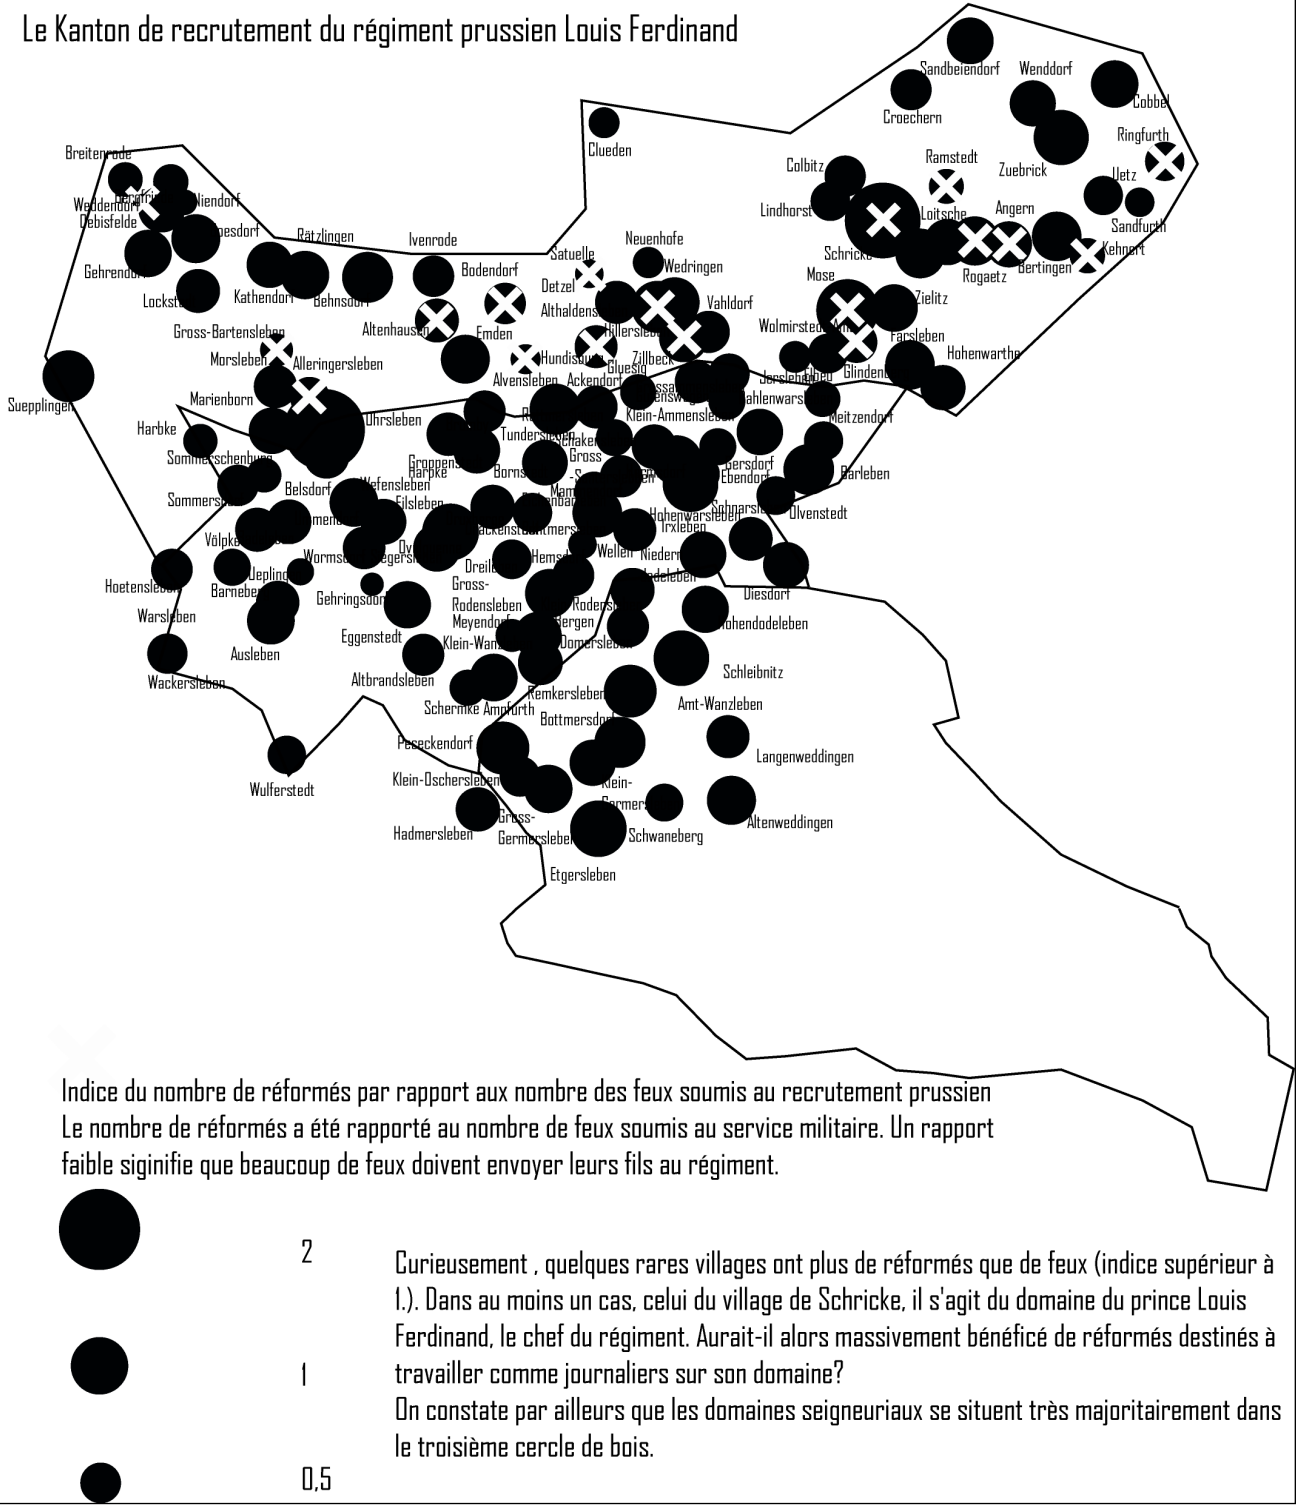 Le Kanton de recrutement du régiment prussien Louis Ferdinand
Sandbeiendorf
Wenddorf
Cobbel
Croechern
Ringfurth
Clueden
Breitenrode
Colbitz
Ramstedt
Zuebrick
Uetz
Weddendorf
Niendorf
Lindhorst
Loitsche
Angern
Sandfurth
Oebisfelde
Rätzlingen
Ivenrode
Neuenhofe
Satuelle
Schricke
Kehnert
Gehrendorf
Bodendorf
Wedringen
Mose
Rogaetz
Bertingen
Detzel
Kathendorf
Behnsdorf
Althaldens
Vahldorf
Zielitz
Gross-Bartensleben
Altenhausen
Emden
Hillersleben
Wolmirstedt
Farsleben
Morsleben
Alleringersleben
Hundisburg
Gluesig
Zillbeck
Hohenwarthe
Suepplingen
Alvensleben
Ackendorf
Jersleben
Glindenberg
Marienborn
Uhrsleben
Klein-Ammensleben
Meitzendorf
Harbke
Tundersleben
Sommerschenburg
Gross
Barleben
Harpke
Gersdorf
Ebendorf
Belsdorf
Wefensleben
Eilsleben
Olvenstedt
Hohenwarsleben
Irxleben
Wellen
Hoetensleben
Gehringsdorf
Gross-
Rodensleben
Diesdorf
Warsleben
Meyendorf
Bergen
Hohendodeleben
Ausleben
Eggenstedt
Domersleben
Wackersleben
Altbrandsleben
Schleibnitz
Remkersleben
Schermke
Ampfurth
Amt-Wanzleben
Bottmersdorf
Peseckendorf
Langenweddingen
Wulferstedt
Klein-Oschersleben
Klein-
Hadmersleben
Gross-
Germersleben
Schwaneberg
Altenweddingen
Etgersleben
Indice du nombre de réformés par rapport aux nombre des feux soumis au recrutement prussien
Le nombre de réformés a été rapporté au nombre de feux soumis au service militaire. Un rapport
faible siginifie que beaucoup de feux doivent envoyer leurs fils au régiment.
2
Curieusement , quelques rares villages ont plus de réformés que de feux (indice supérieur à
1.). Dans au moins un cas, celui du village de Schricke, il s'agit du domaine du prince Louis
Ferdinand, le chef du régiment. Aurait-il alors massivement bénéficé de réformés destinés à
1
travailler comme journaliers sur son domaine?
On constate par ailleurs que les domaines seigneuriaux se situent très majoritairement dans
le troisième cercle de bois.
0,5